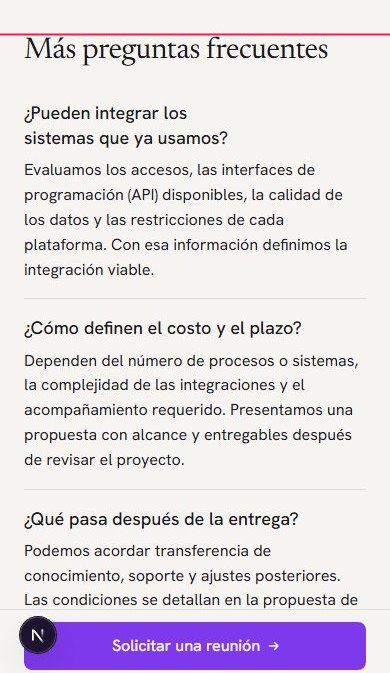 Más preguntas frecuentes
¿Pueden integrar los
sistemas que ya usamos?
Evaluamos los accesos, las interfaces de
programación (API) disponibles, la calidad de
los datos y las restricciones de cada
plataforma. Con esa información definimos la
integración viable.
¿Cómo definen el costo y el plazo?
Dependen del número de procesos o sistemas,
la complejidad de las integraciones y el
acompañamiento requerido. Presentamos una
propuesta con alcance y entregables después
de revisar el proyecto.
¿Qué pasa después de la entrega?
Podemos acordar transferencia de
conocimiento, soporte y ajustes posteriores.
Las condiciones se detallan en la propuesta de
N
Solicitar una reunión →